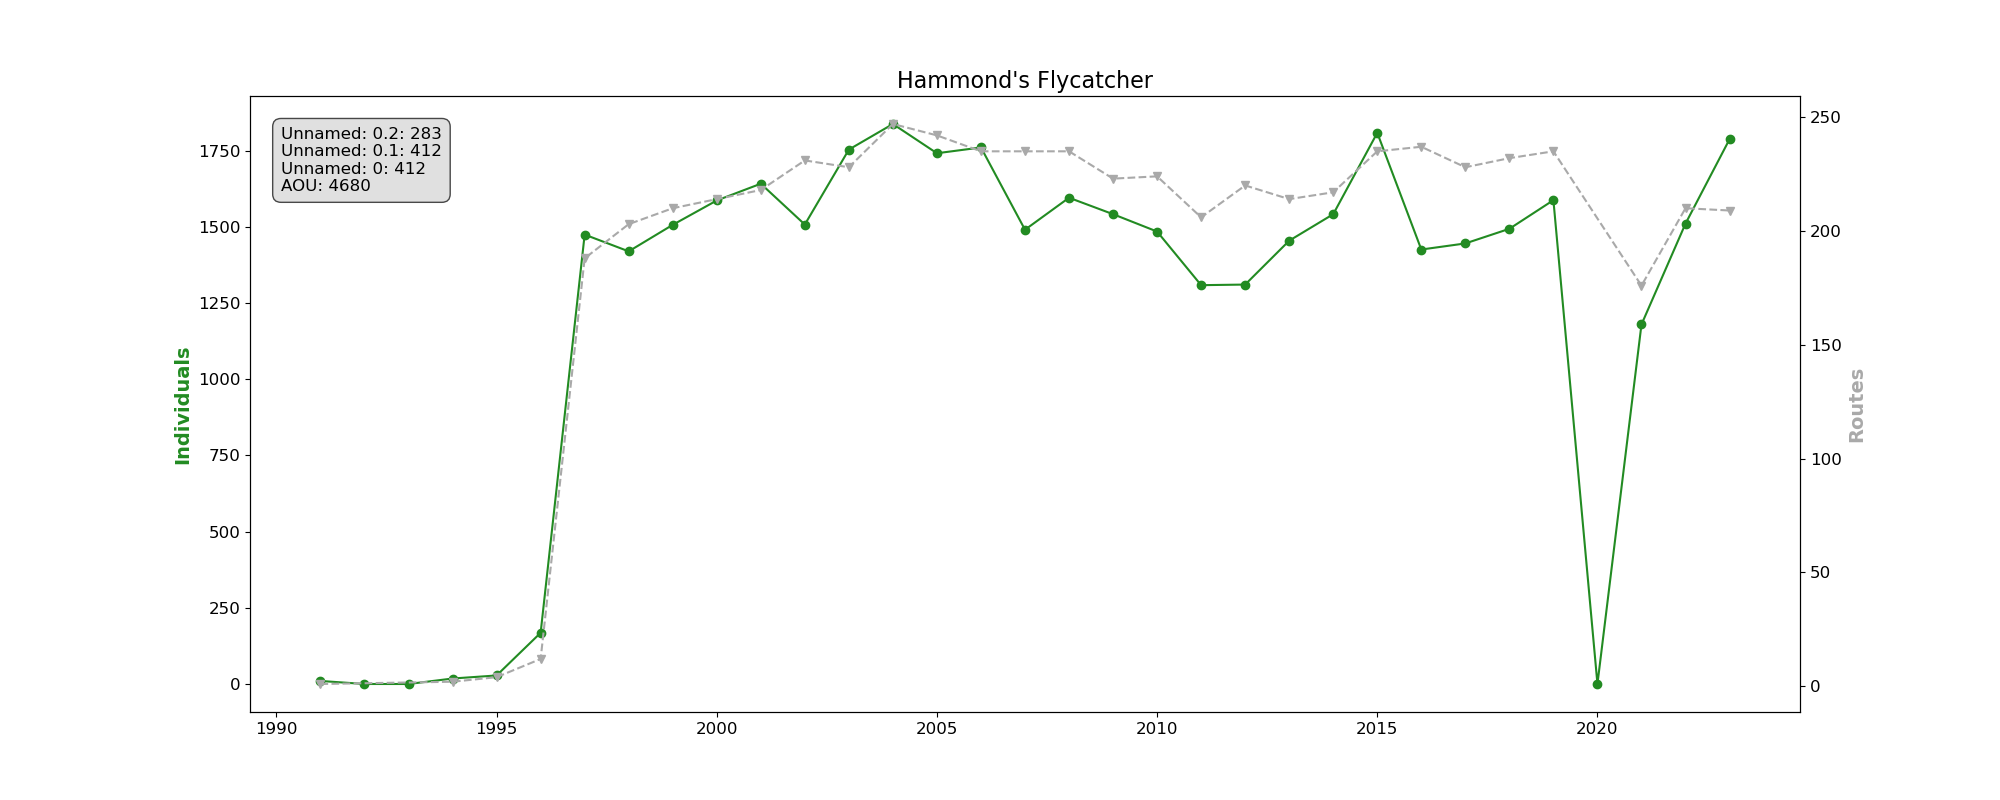 Hammond's Flycatcher
Unnamed: 0.2: 283
Unnamed: 0.1: 412
Unnamed: 0: 412
AOU: 4680
Individuals
1750
1500
1250
1000
750
500
250
0
250
200
150
100
50
0
Routes
1990 1995 2000 2005 2010 2015 2020